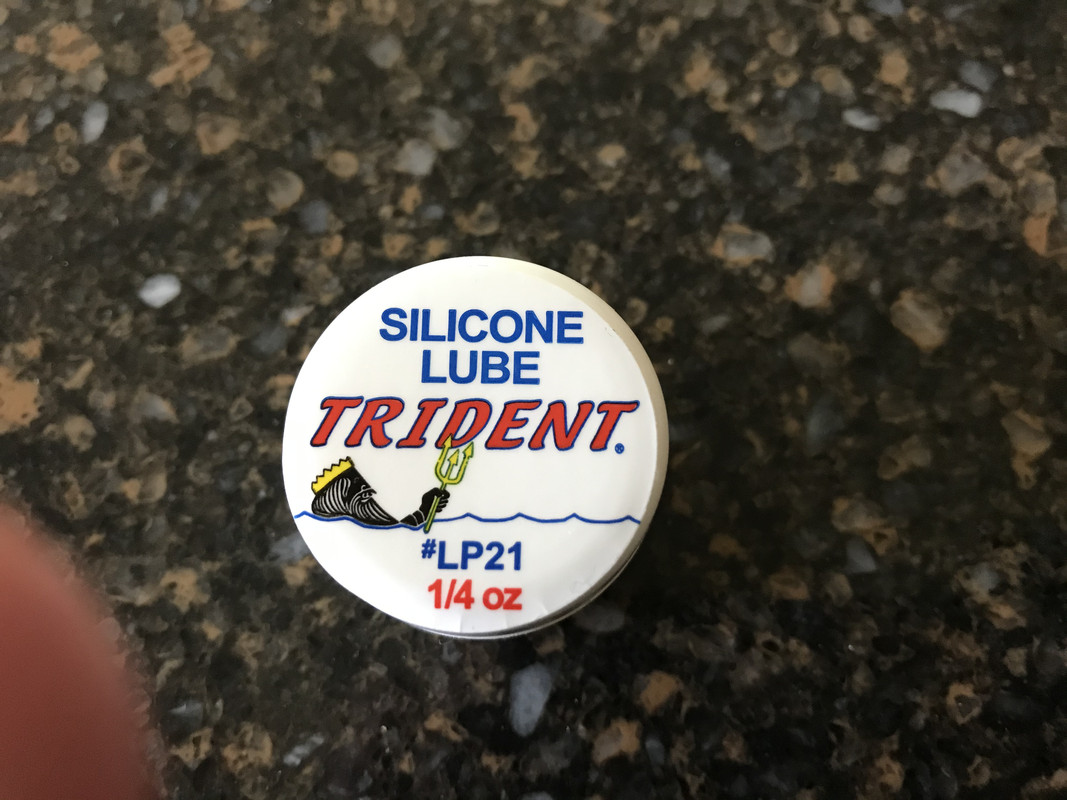 SILICONE
LUBE
TRIDENT®
#LP21
1/4 oz